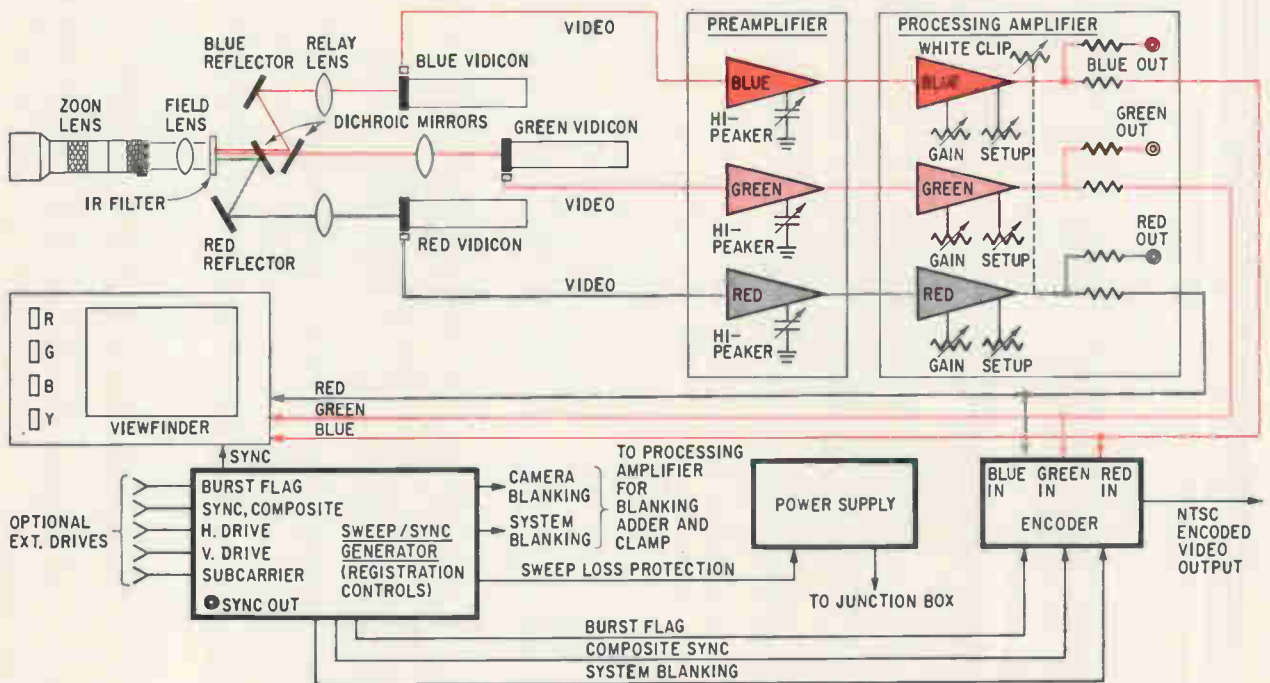 BLUE
REFLECTOR
RELAY
LENS
BLUE VIDICON
VIDEO
PREAMPLIFIER
PROCESSING AMPLIFIER
WHITE CLIP
BLUE OUT
BLUE
BLUE
ZOON
LENS
FIELD
LENS
DICHROIC MIRRORS
GREEN VIDICON
HI-
PEAKER
GAIN
SETUP
GREEN
OUT
IR FILTER
GREEN
GREEN
RED
REFLECTOR
RED VIDICON
VIDEO
HI-
PEAKER
GAIN
SETUP
RED
OUT
VIDEO
RED
RED
HI-
PEAKER
GAIN
SETUP
R
G
B
Y
VIEWFINDER
RED
GREEN
BLUE
SYNC
OPTIONAL
EXT. DRIVES
BURST FLAG
SYNC, COMPOSITE
H. DRIVE
V. DRIVE
SUBCARRIER
SYNC OUT
SWEEP/SYNC
GENERATOR
(REGISTRATION
CONTROLS)
CAMERA
BLANKING
SYSTEM
BLANKING
TO PROCESSING
AMPLIFIER
FOR
BLANKING
ADDER AND
CLAMP
SWEEP LOSS PROTECTION
POWER SUPPLY
TO JUNCTION BOX
BLUE IN
GREEN IN
RED IN
ENCODER
NTSC
ENCODED
VIDEO
OUTPUT
BURST FLAG
COMPOSITE SYNC
SYSTEM BLANKING